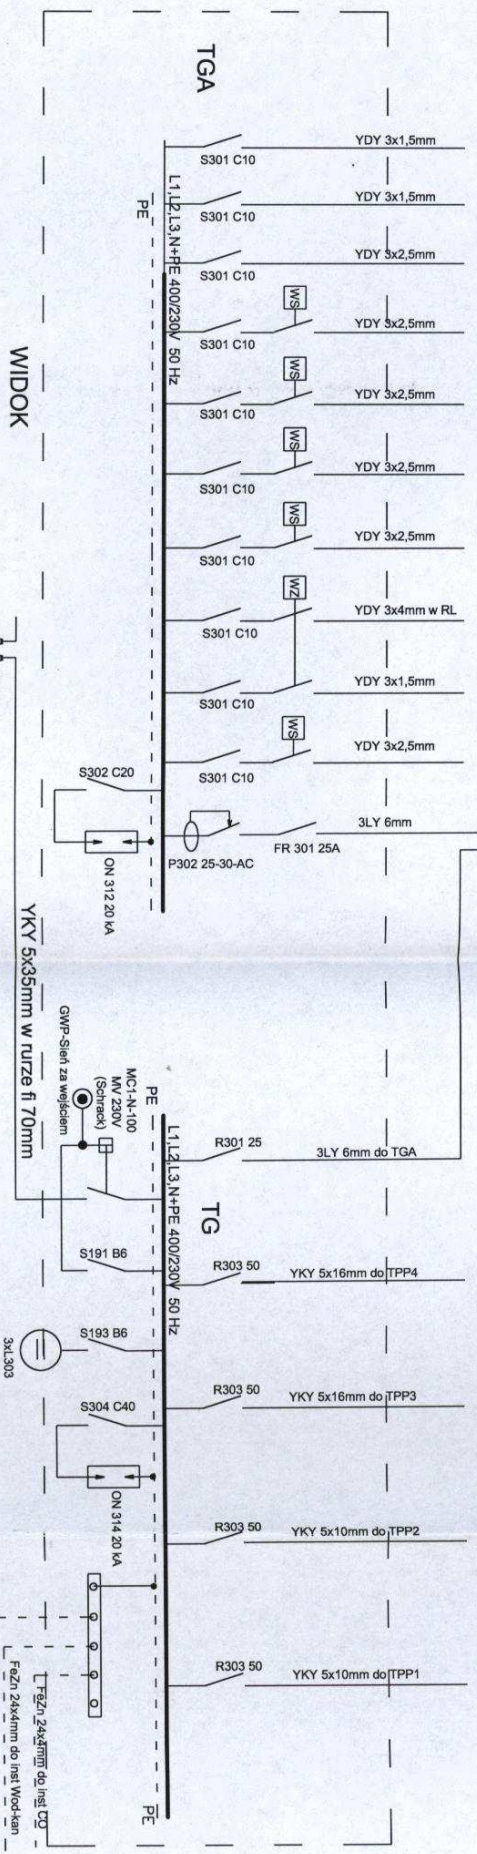 TGA
YDY 3x1,5mm
S301 C10
YDY 3x1,5mm
S301 C10
L1,L2,L3,N+PE 400/230V 50 Hz
PE
YDY 3x2,5mm
S301 C10
WS
YDY 3x2,5mm
S301 C10
WS
YDY 3x2,5mm
S301 C10
WIDOK
WS
YDY 3x2,5mm
S301 C10
WS
YDY 3x2,5mm
S301 C10
WZ
YDY 3x4mm w RL
S301 C10
YDY 3x1,5mm
S301 C10
WS
YDY 3x2,5mm
S301 C10
S302 C20
3LY 6mm
FR 301 25A
P302 25-30-AC
ON 312 20 kA
YKY 5x35mm w rurze fi 70mm
GWP-Sień za wejściem
MC1-N-100
MV 230V
(Schrack)
PE
L1,L2,L3,N+PE 400/230V 50 Hz
TG
R301 25
3LY 6mm do TGA
S191 B6
R303 50
YKY 5x16mm do TPP4
S193 B6
3xL303
R303 50
YKY 5x16mm do TPP3
S304 C40
ON 314 20 kA
R303 50
YKY 5x10mm do TPP2
R303 50
YKY 5x10mm do TPP1
FeZn 24x4mm do inst CO
FeZn 24x4mm do inst Wod-kan
PE